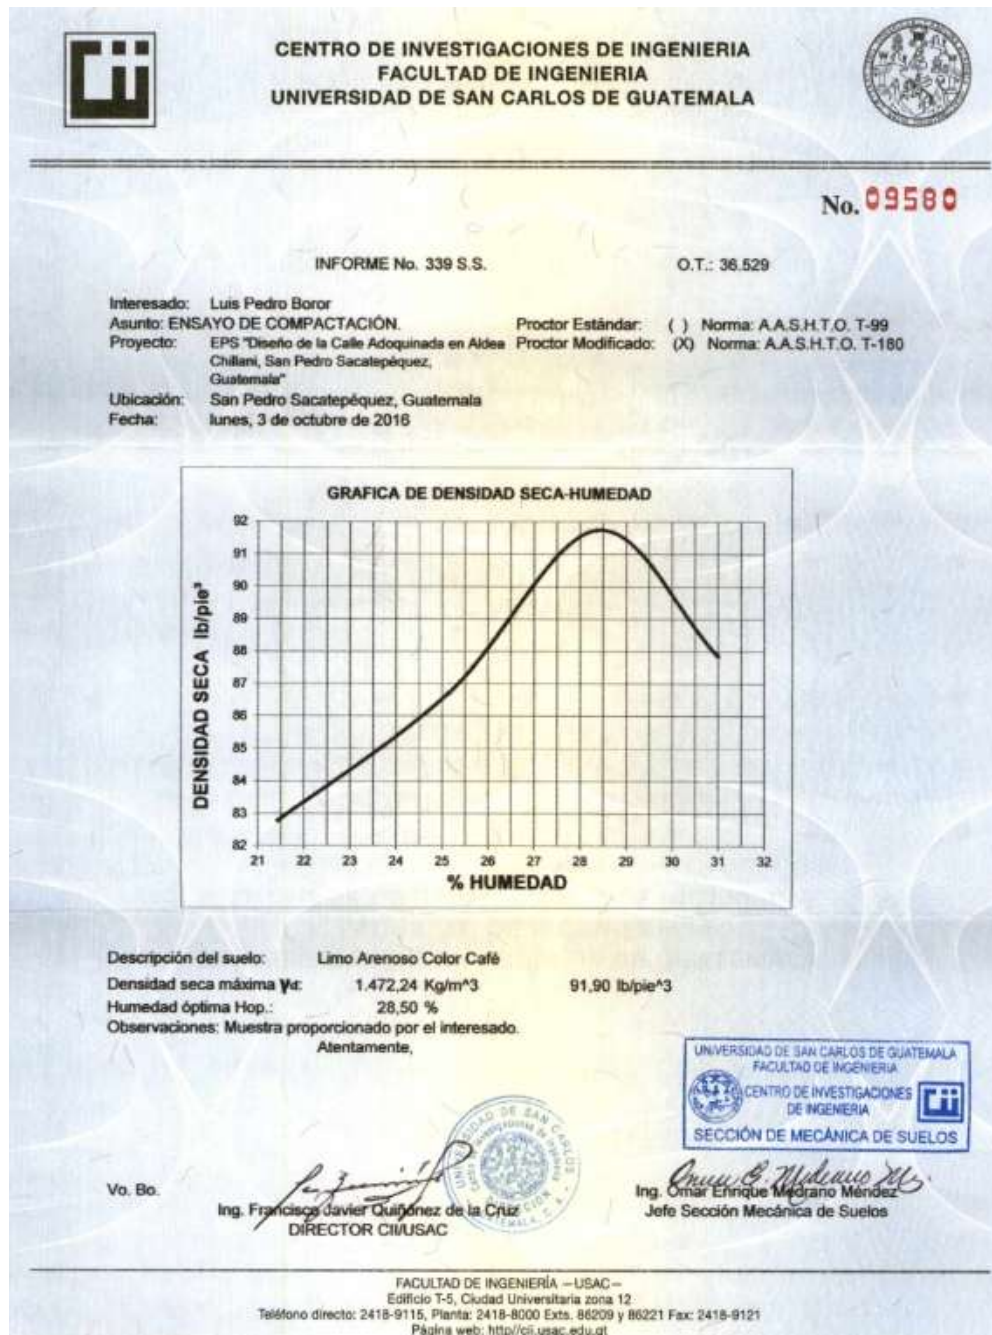 CENTRO DE INVESTIGACIONES DE INGENIERIA
FACULTAD DE INGENIERIA
UNIVERSIDAD DE SAN CARLOS DE GUATEMALA
No. 09580
INFORME No. 339 S.S. O.T.: 36.529
Interesado: Luis Pedro Boror
Asunto: ENSAYO DE COMPACTACIÓN. Proctor Estándar: ( ) Norma: A.A.S.H.T.O. T-99
Proyecto: EPS "Diseño de la Calle Adoquinada en Aldea Proctor Modificado: (X) Norma: A.A.S.H.T.O. T-180
Chillani, San Pedro Sacatepéquez,
Guatemala"
Ubicación: San Pedro Sacatepéquez, Guatemala
Fecha: lunes, 3 de octubre de 2016
GRAFICA DE DENSIDAD SECA-HUMEDAD
DENSIDAD SECA lb/pie³
92
91
90
89
88
87
86
85
84
83
82
21 22 23 24 25 26 27 28 29 30 31 32
% HUMEDAD
Descripción del suelo: Limo Arenoso Color Café
Densidad seca máxima γd: 1.472,24 Kg/m^3 91,90 lb/pie^3
Humedad óptima Hop.: 28,50 %
Observaciones: Muestra proporcionado por el interesado.
Atentamente,
UNIVERSIDAD DE SAN CARLOS DE GUATEMALA
FACULTAD DE INGENIERIA
CENTRO DE INVESTIGACIONES
DE INGENIERIA
SECCIÓN DE MECÁNICA DE SUELOS
Vo. Bo.
Ing. Francisco Javier Quiñónez de la Cruz
DIRECTOR CII/USAC
Ing. Omar Enrique Medrano Méndez
Jefe Sección Mecánica de Suelos
FACULTAD DE INGENIERÍA —USAC—
Edificio T-5, Ciudad Universitaria zona 12
Teléfono directo: 2418-9115, Planta: 2418-8000 Exts. 86209 y 86221 Fax: 2418-9121
Página web: http//cii.usac.edu.gt